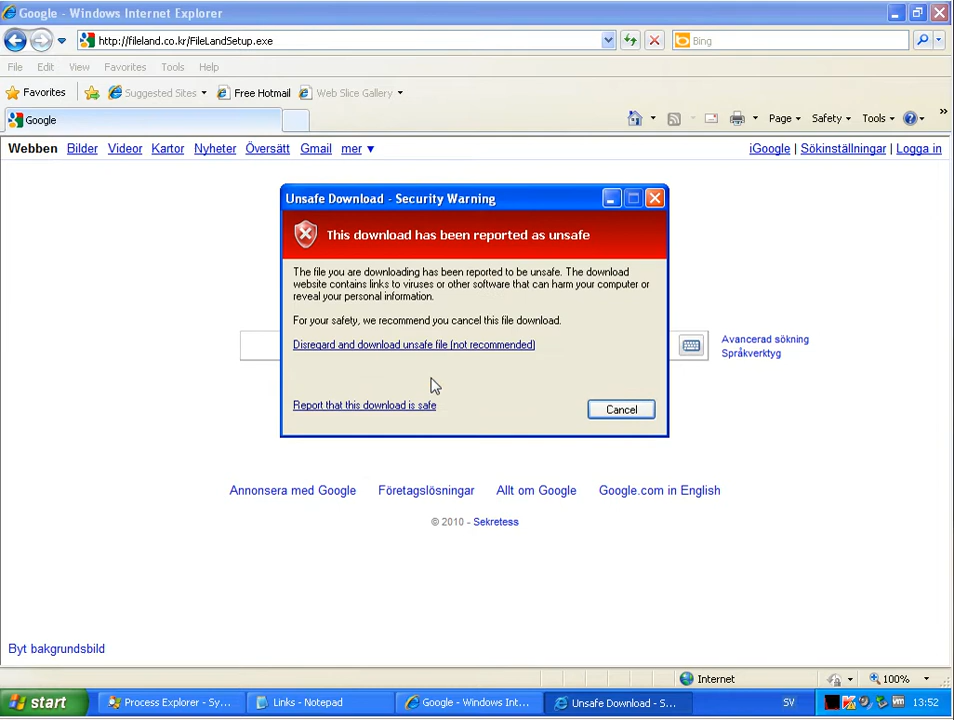 Google - Windows Internet Explorer
http://fileland.co.kr/FileLandSetup.exe
Bing
File Edit View Favorites Tools Help
Favorites Suggested Sites Free Hotmail Web Slice Gallery
Google
Page Safety Tools
Webben Bilder Videor Kartor Nyheter Översätt Gmail mer ▼ iGoogle | Sökinställningar | Logga in
Unsafe Download - Security Warning
This download has been reported as unsafe
The file you are downloading has been reported to be unsafe. The download
website contains links to viruses or other software that can harm your computer or
reveal your personal information.
For your safety, we recommend you cancel this file download.
Disregard and download unsafe file (not recommended)
Avancerad sökning
Språkverktyg
Report that this download is safe
Cancel
Annonsera med Google Företagslösningar Allt om Google Google.com in English
© 2010 - Sekretess
Byt bakgrundsbild
Internet 100%
start Process Explorer - Sy... Links - Notepad Google - Windows Int... Unsafe Download - S... SV 13:52